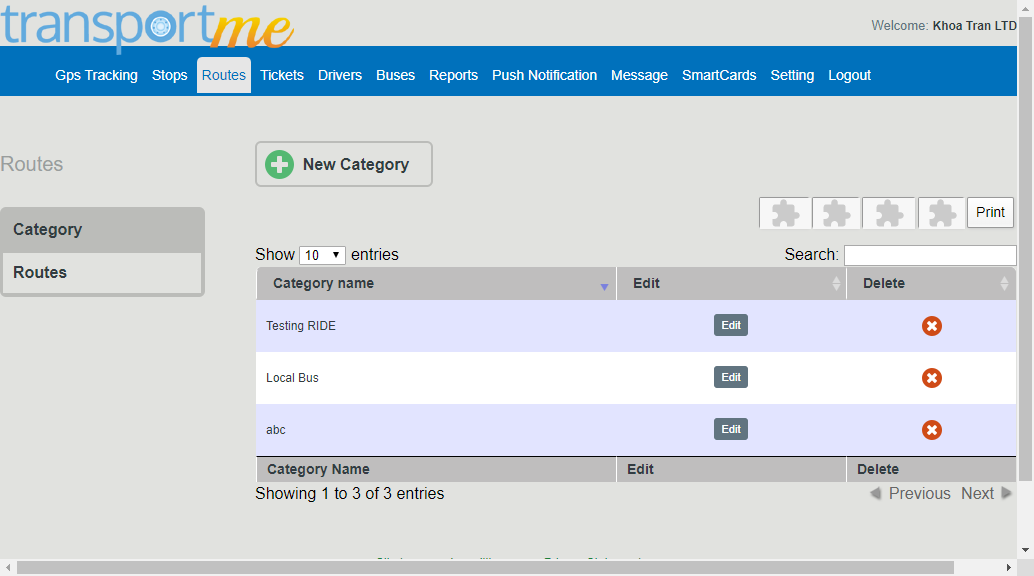 transportme
Welcome: Khoa Tran LTD
Gps Tracking Stops Routes Tickets Drivers Buses Reports Push Notification Message SmartCards Setting Logout
Routes
New Category
Category
Routes
Print
Show 10 entries
Search:
Category name Edit Delete
Testing RIDE Edit
Local Bus Edit
abc Edit
Category Name Edit Delete
Showing 1 to 3 of 3 entries
Previous Next